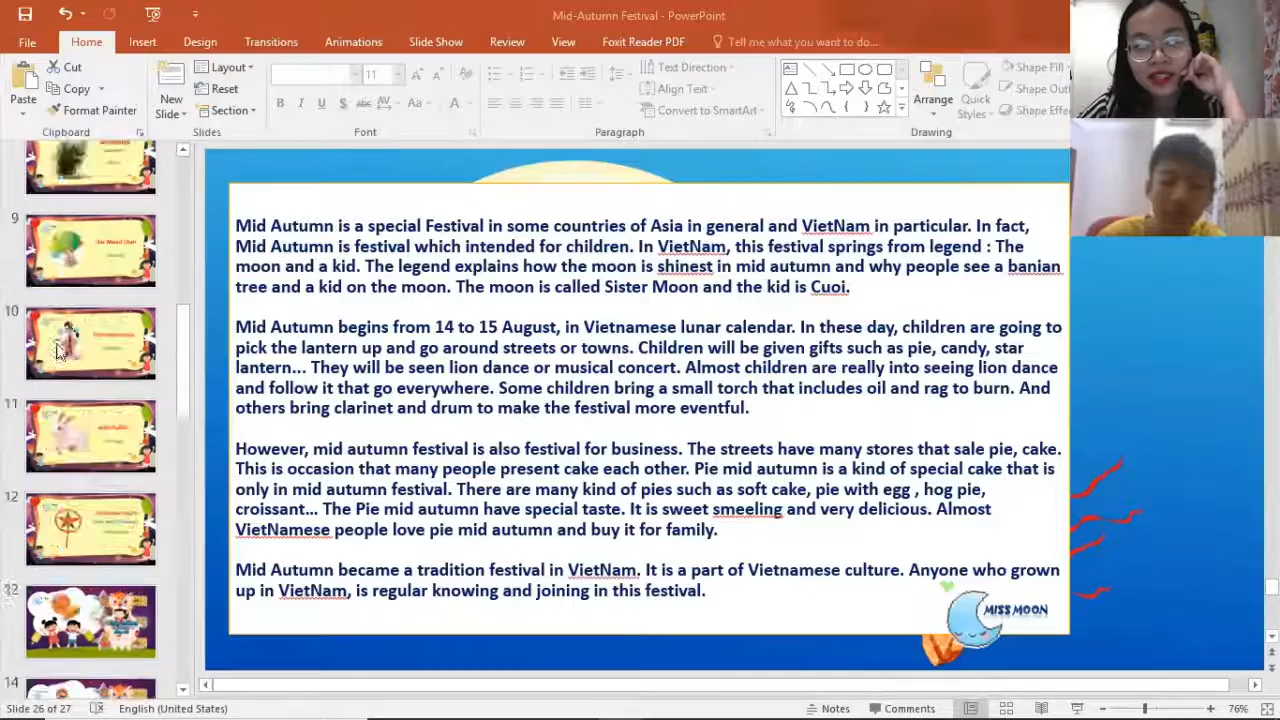 Mid-Autumn Festival - PowerPoint
File Home Insert Design Transitions Animations Slide Show Review View Foxit Reader PDF Tell me what you want to do...
Cut
Copy
Format Painter
Paste
Clipboard
New
Slide
Layout
Reset
Section
Slides
11
Font
Text Direction
Align Text
Convert to SmartArt
Paragraph
Arrange
Quick
Styles
Shape Fill
Shape Out
Shape Effe
Drawing
9
10
11
12
13
14
Mid Autumn is a special Festival in some countries of Asia in general and VietNam in particular. In fact,
Mid Autumn is festival which intended for children. In VietNam, this festival springs from legend : The
moon and a kid. The legend explains how the moon is shinest in mid autumn and why people see a banian
tree and a kid on the moon. The moon is called Sister Moon and the kid is Cuoi.
Mid Autumn begins from 14 to 15 August, in Vietnamese lunar calendar. In these day, children are going to
pick the lantern up and go around streets or towns. Children will be given gifts such as pie, candy, star
lantern... They will be seen lion dance or musical concert. Almost children are really into seeing lion dance
and follow it that go everywhere. Some children bring a small torch that includes oil and rag to burn. And
others bring clarinet and drum to make the festival more eventful.
However, mid autumn festival is also festival for business. The streets have many stores that sale pie, cake.
This is occasion that many people present cake each other. Pie mid autumn is a kind of special cake that is
only in mid autumn festival. There are many kind of pies such as soft cake, pie with egg , hog pie,
croissant... The Pie mid autumn have special taste. It is sweet smeeling and very delicious. Almost
VietNamese people love pie mid autumn and buy it for family.
Mid Autumn became a tradition festival in VietNam. It is a part of Vietnamese culture. Anyone who grown
up in VietNam, is regular knowing and joining in this festival.
MISS MOON
Slide 26 of 27 English (United States) Notes Comments 76%